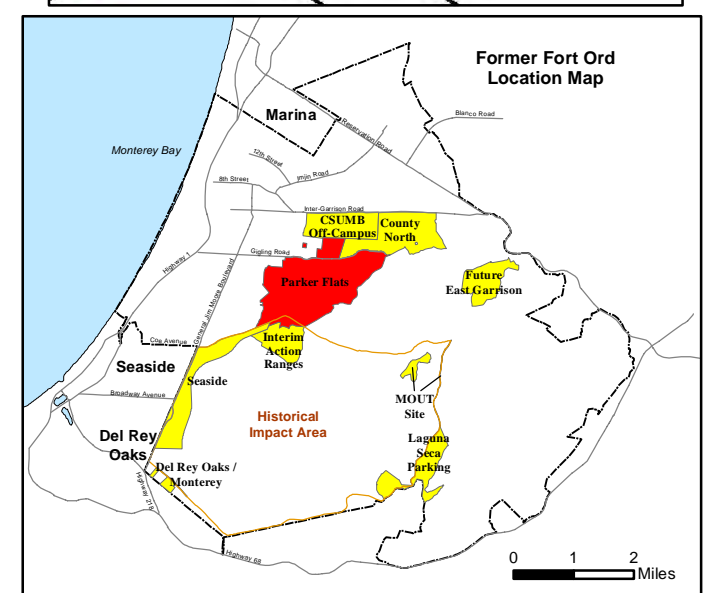 Former Fort Ord
Location Map
Marina
Blanco Road
Reservation Road
Monterey Bay
12th Street
Imjin Road
8th Street
Inter-Garrison Road
CSUMB
Off-Campus
County
North
Gigling Road
Highway 1
General Jim Moore Boulevard
Parker Flats
Future
East Garrison
Coe Avenue
Interim
Action
Ranges
Seaside
Seaside
Broadway Avenue
MOUT
Site
Historical
Impact Area
Del Rey
Oaks
Laguna
Seca
Parking
Del Rey Oaks /
Monterey
Highway 218
Highway 68
0 1 2
Miles